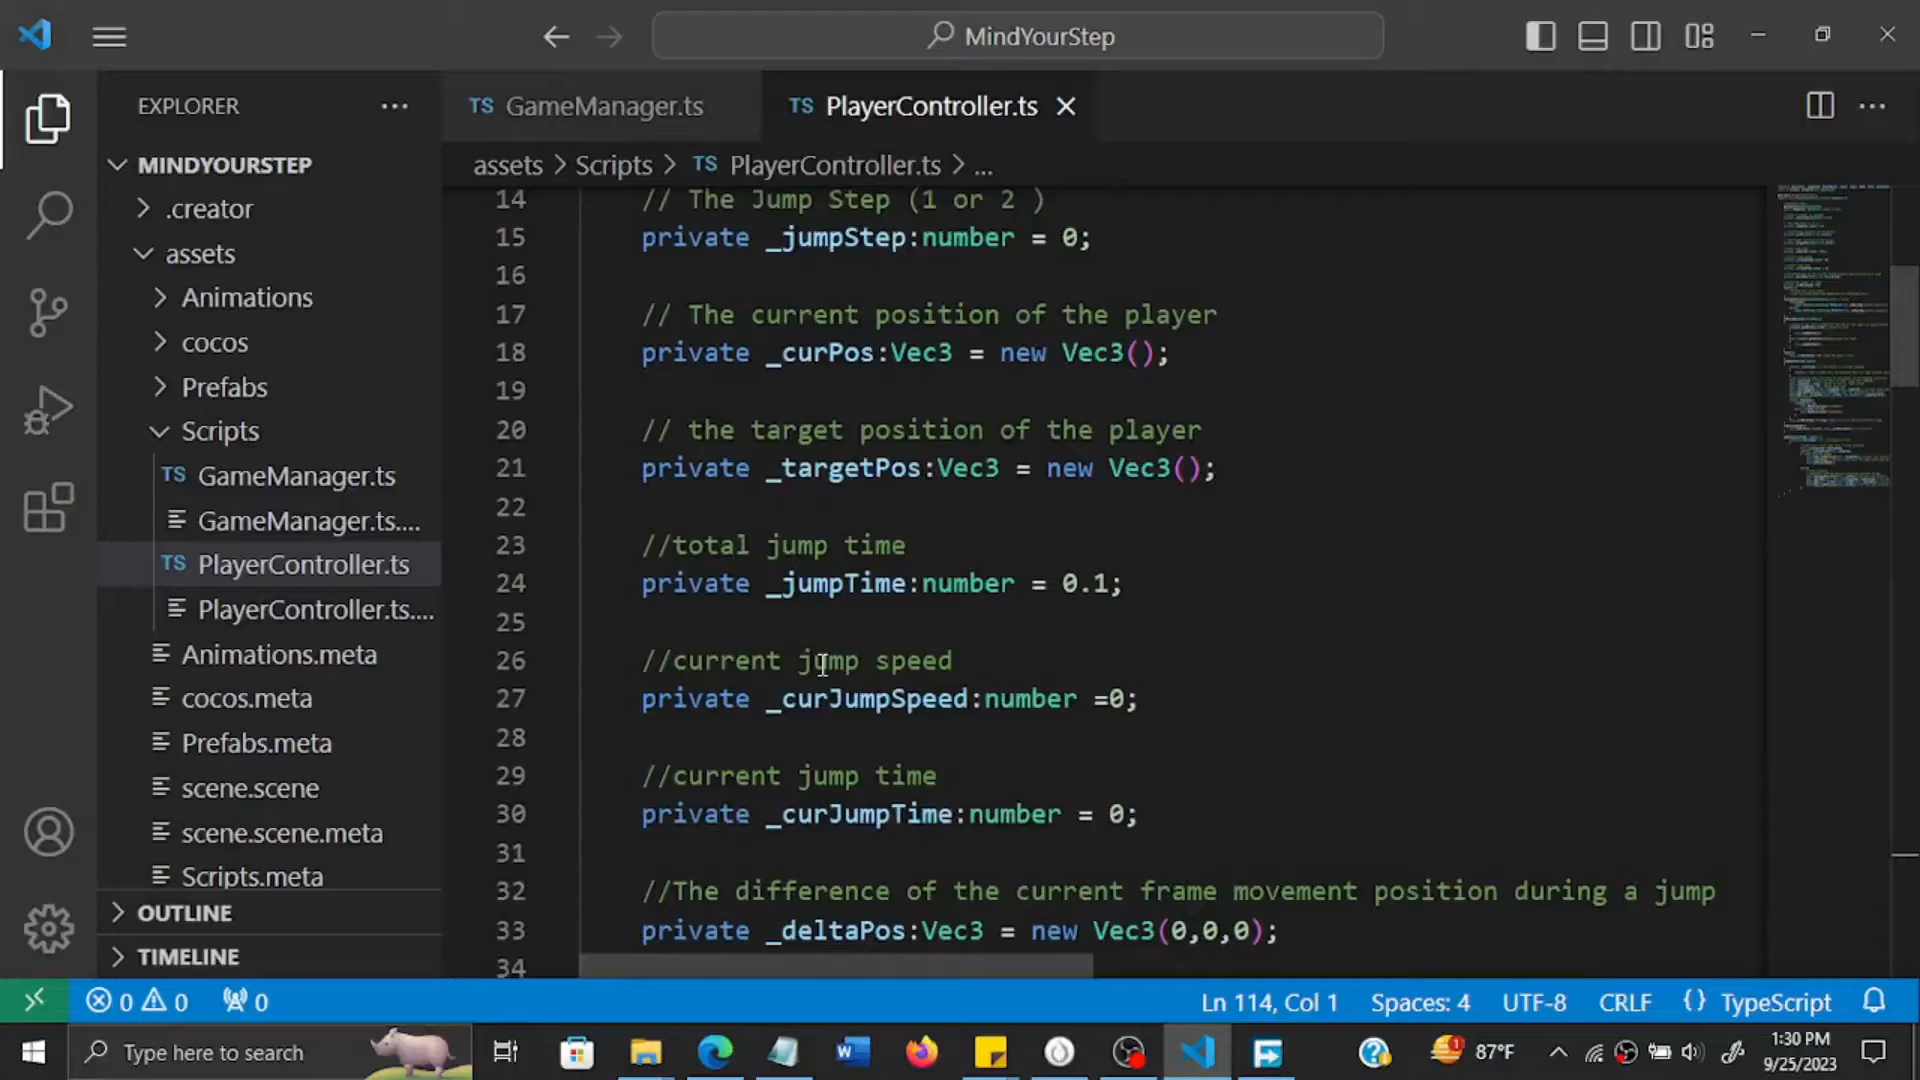 MindYourStep
EXPLORER
TS GameManager.ts
TS PlayerController.ts
MINDYOURSTEP
assets > Scripts > TS PlayerController.ts > ...
.creator
assets
Animations
cocos
Prefabs
Scripts
TS GameManager.ts
GameManager.ts....
TS PlayerController.ts
PlayerController.ts....
Animations.meta
cocos.meta
Prefabs.meta
scene.scene
scene.scene.meta
Scripts.meta
OUTLINE
TIMELINE
14 // The Jump Step (1 or 2 )
15 private _jumpStep:number = 0;
16
17 // The current position of the player
18 private _curPos:Vec3 = new Vec3();
19
20 // the target position of the player
21 private _targetPos:Vec3 = new Vec3();
22
23 //total jump time
24 private _jumpTime:number = 0.1;
25
26 //current jump speed
27 private _curJumpSpeed:number =0;
28
29 //current jump time
30 private _curJumpTime:number = 0;
31
32 //The difference of the current frame movement position during a jump
33 private _deltaPos:Vec3 = new Vec3(0,0,0);
34
0 0 0 Ln 114, Col 1 Spaces: 4 UTF-8 CRLF {} TypeScript
Type here to search
87°F
1:30 PM
9/25/2023